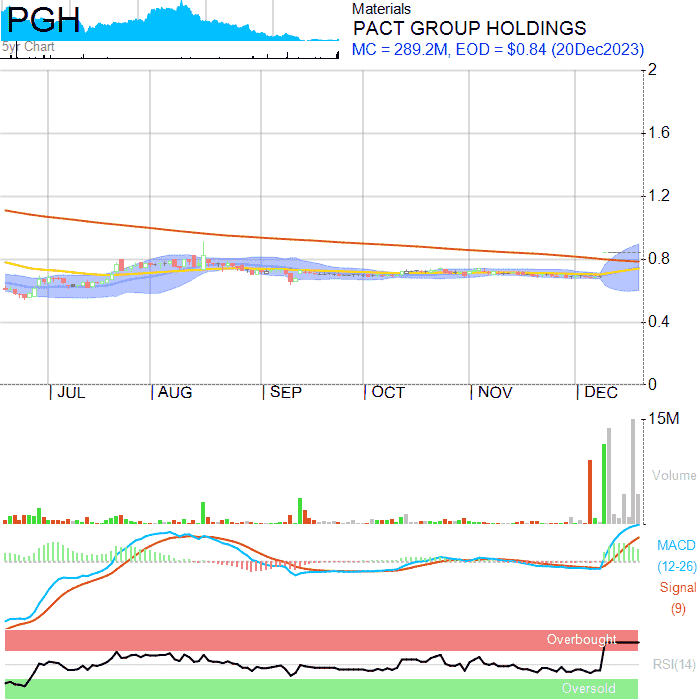 PGH
5yr Chart
Materials
PACT GROUP HOLDINGS
MC = 289.2M, EOD = $0.84 (20Dec2023)
2
1.6
1.2
0.8
0.4
0
JUL AUG SEP OCT NOV DEC
15M
Volume
MACD
(12-26)
Signal
(9)
Overbought
RSI(14)
Oversold